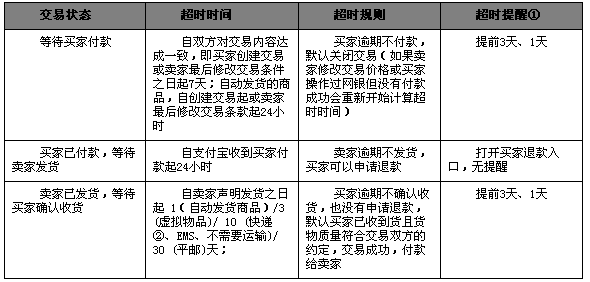 交易状态 超时时间 超时规则 超时提醒①
等待买家付款
自双方对交易内容达
成一致，即买家创建交易
或卖家最后修改交易条件
之日起7天；自动发货的商
品，自创建交易起或卖家
最后修改交易条款起24小
时
买家逾期不付款，
默认关闭交易（如果卖
家修改交易价格或买家
操作过网银但没有付款
成功会重新开始计算超
时时间）
提前3天、1天
买家已付款，等待
卖家发货
自支付宝收到买家付
款起24小时
卖家逾期不发货，
买家可以申请退款
打开买家退款入
口，无提醒
卖家已发货，等待
买家确认收货
自卖家声明发货之日
起 1（自动发货商品）/3
(虚拟物品)/ 10 (快递
②、EMS、不需要运输)/
30 (平邮)天；
买家逾期不确认收
货，也没有申请退款，
默认买家已收到货且货
物质量符合交易双方的
约定，交易成功，付款
给卖家
提前3天、1天